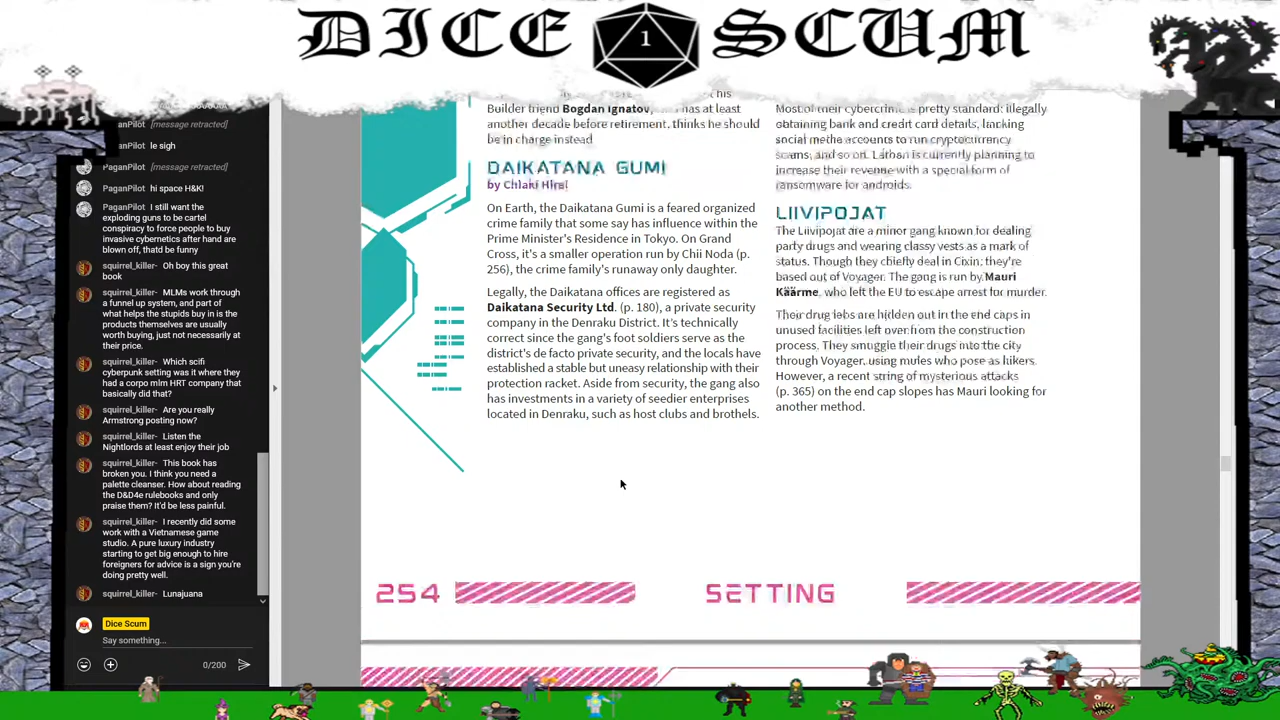 DICE 1 SCUM
PaganPilot [message retracted]
PaganPilot le sigh
PaganPilot [message retracted]
PaganPilot hi space H&K!
PaganPilot I still want the
exploding guns to be cartel
conspiracy to force people to buy
invasive cybernetics after hand are
blown off, thatd be funny
squirrel_killer- Oh boy this great
book
squirrel_killer- MLMs work through
a funnel up system, and part of
what helps the stupids buy in is the
products themselves are usually
worth buying, just not necessarily at
their price.
squirrel_killer- Which scifi
cyberpunk setting was it where they
had a corpo mlm HRT company that
basically did that?
squirrel_killer- Are you really
Armstrong posting now?
squirrel_killer- Listen the
Nightlords at least enjoy their job
squirrel_killer- This book has
broken you. I think you need a
palette cleanser. How about reading
the D&D4e rulebooks and only
praise them? It'd be less painful.
squirrel_killer- I recently did some
work with a Vietnamese game
studio. A pure luxury industry
starting to get big enough to hire
foreigners for advice is a sign you're
doing pretty well.
squirrel_killer- Lunajuana
Dice Scum
Say something...
0/200
his
Builder friend Bogdan Ignatov, has at least
another decade before retirement, thinks he should
be in charge instead
DAIKATANA GUMI
by Chiaki Hirai
On Earth, the Daikatana Gumi is a feared organized
crime family that some say has influence within the
Prime Minister's Residence in Tokyo. On Grand
Cross, it's a smaller operation run by Chii Noda (p.
256), the crime family's runaway only daughter.
Legally, the Daikatana offices are registered as
Daikatana Security Ltd. (p. 180), a private security
company in the Denraku District. It's technically
correct since the gang's foot soldiers serve as the
district's de facto private security, and the locals have
established a stable but uneasy relationship with their
protection racket. Aside from security, the gang also
has investments in a variety of seedier enterprises
located in Denraku, such as host clubs and brothels.
Most of their cybercrime is pretty standard: illegally
obtaining bank and credit card details, hacking
social media accounts to run cryptocurrency
scams, and so on. is currently planning to
increase their revenue with a special form of
ransomware for androids.
LIIVIPOJAT
The Liivipojat are a minor gang known for dealing
party drugs and wearing classy vests as a mark of
status. Though they chiefly deal in Cixin, they're
based out of Voyager. The gang is run by Mauri
Käärme, who left the EU to escape arrest for murder.
Their drug labs are hidden out in the end caps in
unused facilities left over from the construction
process. They smuggle their drugs into the city
through Voyager, using mules who pose as hikers.
However, a recent string of mysterious attacks
(p. 365) on the end cap slopes has Mauri looking for
another method.
254 SETTING